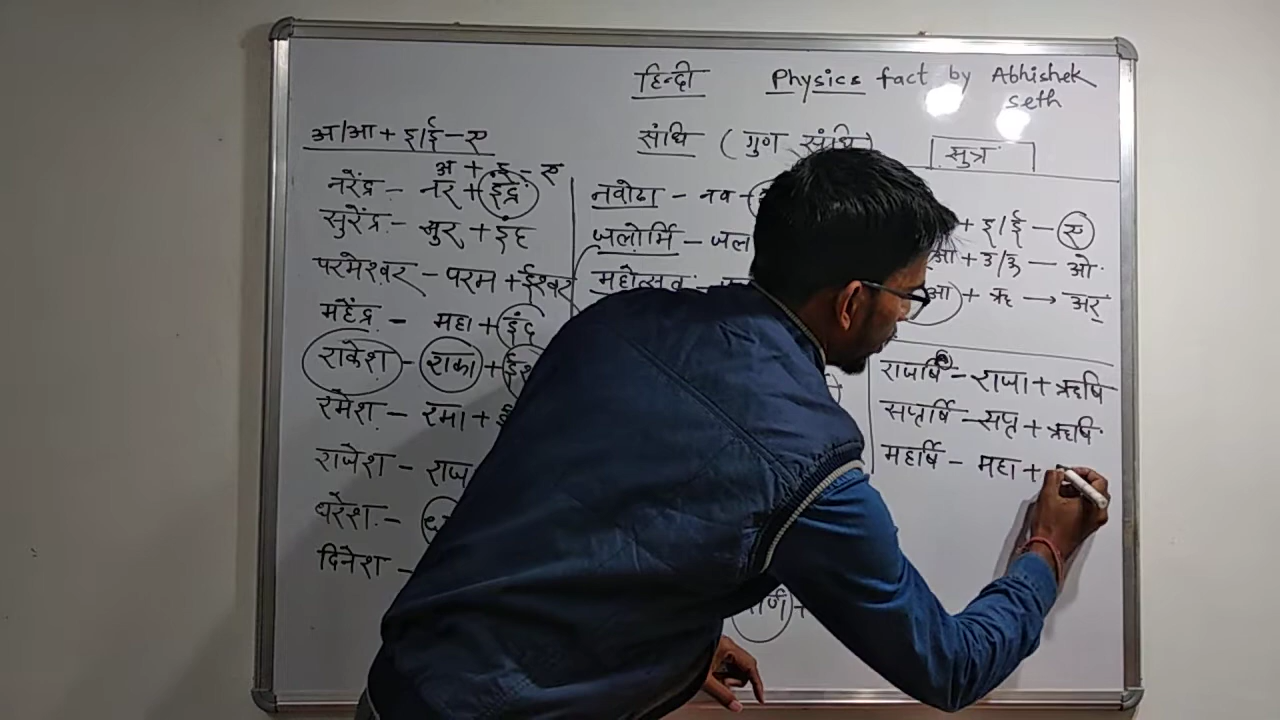 हिन्दी Physics fact by Abhishek
Seth
संधि ( गुण संधि) सुत्र
अ/आ + इ/ई – ए
अ + इ – ए
नरेंद्र – नर + इंद्र
सुरेंद्र – सुर +
परमेश्वर – परम + ईश्वर
महेंद्र – महा +
राकेश – राका +
रमेश – रमा +
राजेश –
धरेश –
दिनेश –
नवोढा – नव +
जलोर्मि – जल
महोत्सव –
+ इ/ई – ए
आ + उ/ऊ — ओ
आ + ऋ → अर्
राजर्षि – राजा + ऋषि
सप्तर्षि – सप्त + ऋषि
महर्षि – महा +